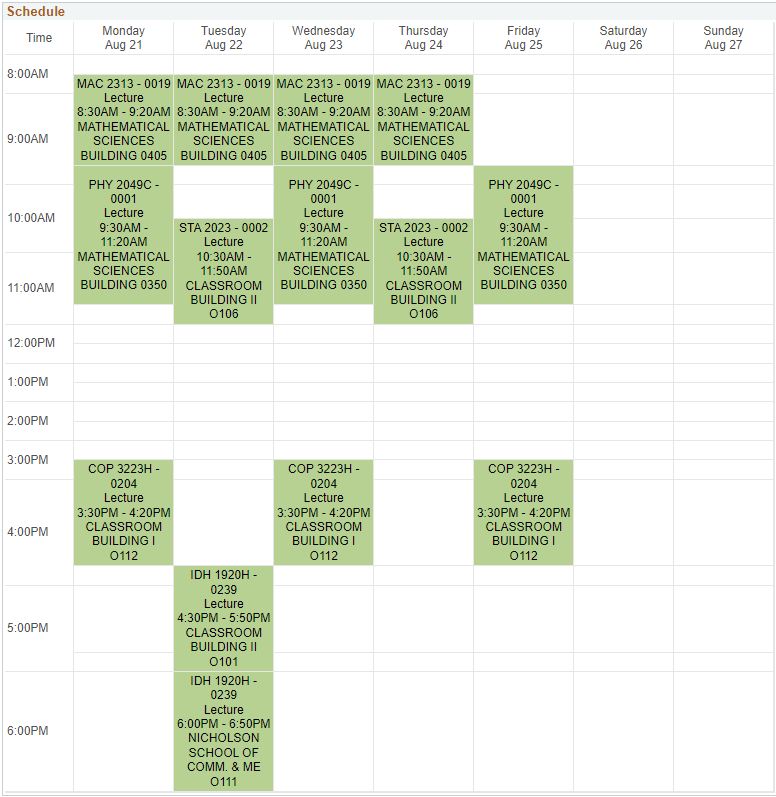 Schedule
Time
Monday
Aug 21
Tuesday
Aug 22
Wednesday
Aug 23
Thursday
Aug 24
Friday
Aug 25
Saturday
Aug 26
Sunday
Aug 27
8:00AM
MAC 2313 - 0019
Lecture
8:30AM - 9:20AM
MATHEMATICAL
SCIENCES
BUILDING 0405
MAC 2313 - 0019
Lecture
8:30AM - 9:20AM
MATHEMATICAL
SCIENCES
BUILDING 0405
MAC 2313 - 0019
Lecture
8:30AM - 9:20AM
MATHEMATICAL
SCIENCES
BUILDING 0405
MAC 2313 - 0019
Lecture
8:30AM - 9:20AM
MATHEMATICAL
SCIENCES
BUILDING 0405
9:00AM
PHY 2049C -
0001
Lecture
9:30AM -
11:20AM
MATHEMATICAL
SCIENCES
BUILDING 0350
PHY 2049C -
0001
Lecture
9:30AM -
11:20AM
MATHEMATICAL
SCIENCES
BUILDING 0350
PHY 2049C -
0001
Lecture
9:30AM -
11:20AM
MATHEMATICAL
SCIENCES
BUILDING 0350
10:00AM
STA 2023 - 0002
Lecture
10:30AM -
11:50AM
CLASSROOM
BUILDING II
O106
STA 2023 - 0002
Lecture
10:30AM -
11:50AM
CLASSROOM
BUILDING II
O106
11:00AM
12:00PM
1:00PM
2:00PM
3:00PM
COP 3223H -
0204
Lecture
3:30PM - 4:20PM
CLASSROOM
BUILDING I
O112
COP 3223H -
0204
Lecture
3:30PM - 4:20PM
CLASSROOM
BUILDING I
O112
COP 3223H -
0204
Lecture
3:30PM - 4:20PM
CLASSROOM
BUILDING I
O112
4:00PM
IDH 1920H -
0239
Lecture
4:30PM - 5:50PM
CLASSROOM
BUILDING II
O101
5:00PM
IDH 1920H -
0239
Lecture
6:00PM - 6:50PM
NICHOLSON
SCHOOL OF
COMM. & ME
O111
6:00PM